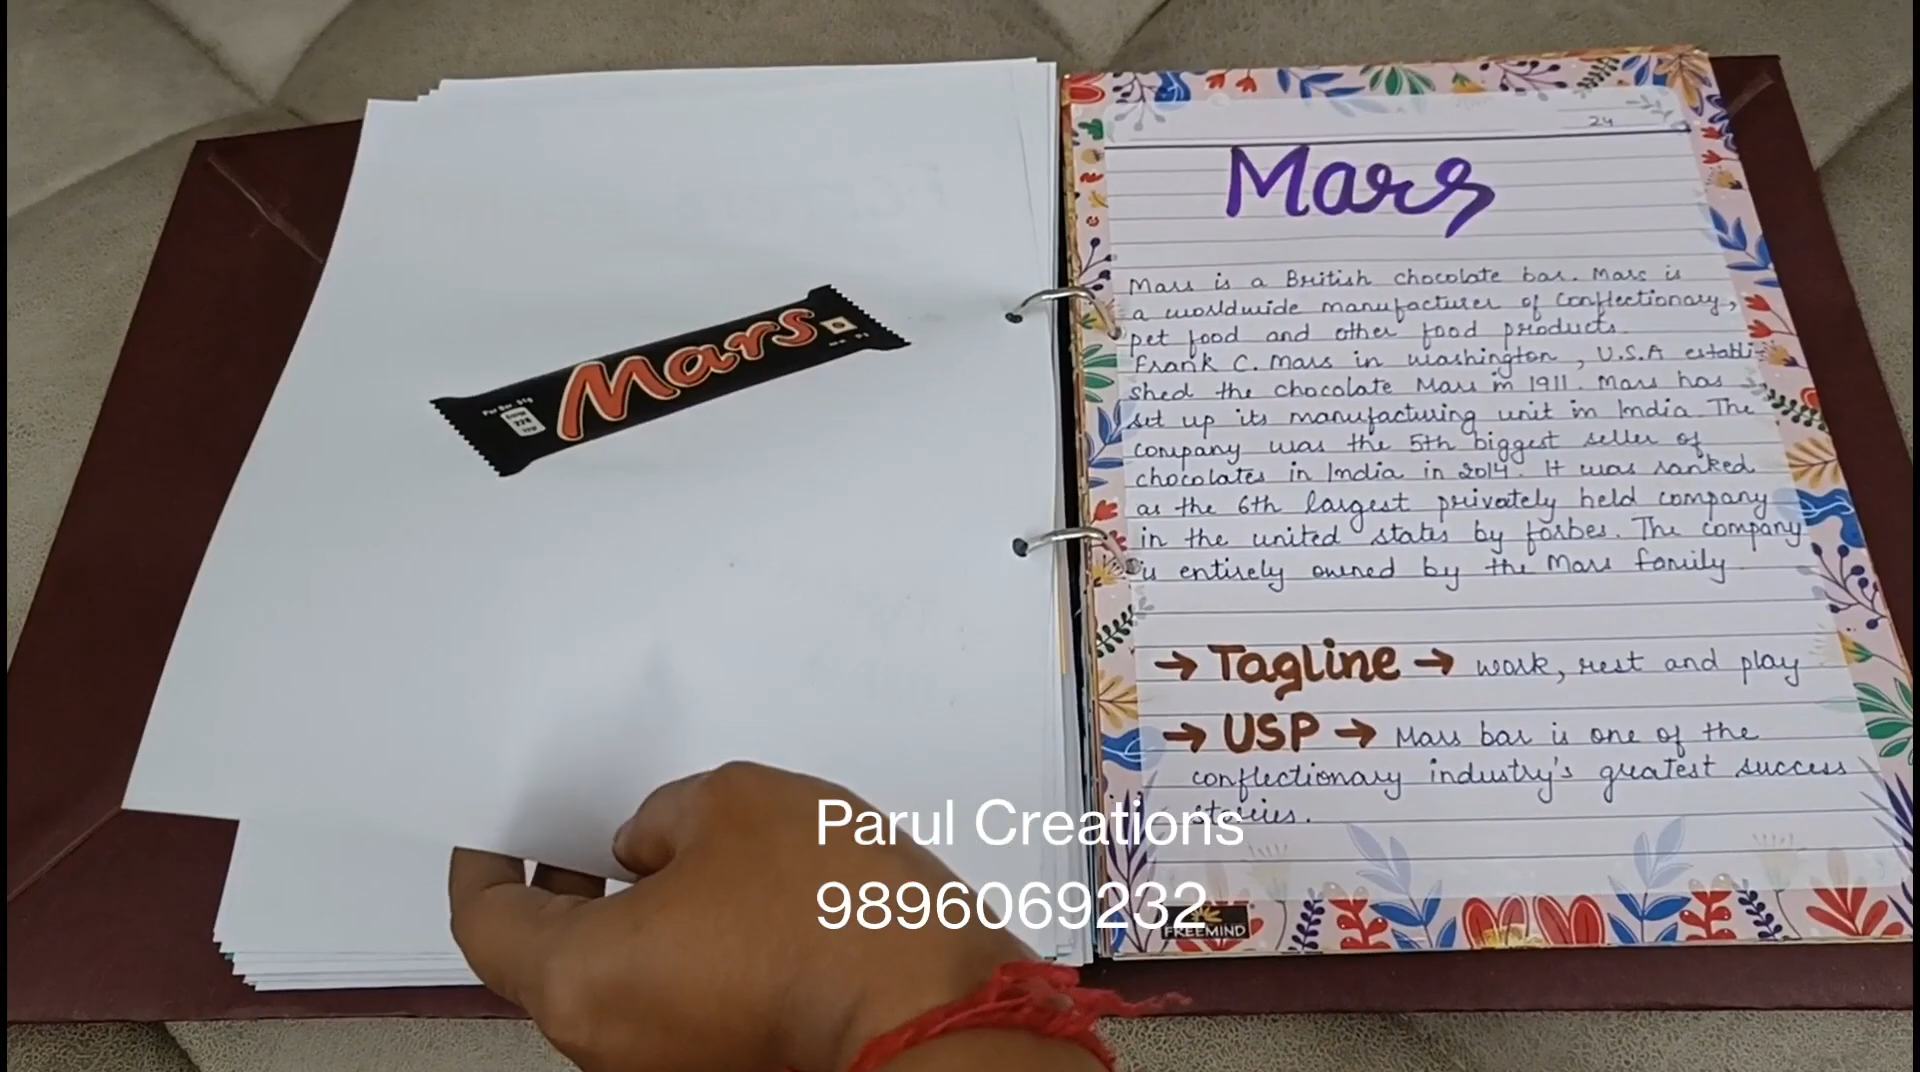 Mars
24
Mars
Mars is a British chocolate bar. Mars is
a worldwide manufacturer of Conflectionary,
pet food and other food products.
Frank C. Mars in washington, U.S.A establi-
shed the chocolate Mars in 1911. Mars has
set up its manufacturing unit in India The
company was the 5th biggest seller of
chocolates in India in 2014. It was ranked
as the 6th largest privately held company
in the united states by forbes. The company
is entirely owned by the Mars family
→ Tagline → work, rest and play
→ USP → Mars bar is one of the
conflectionary industry's greatest success
stories.
Parul Creations
9896069232
FREEMIND